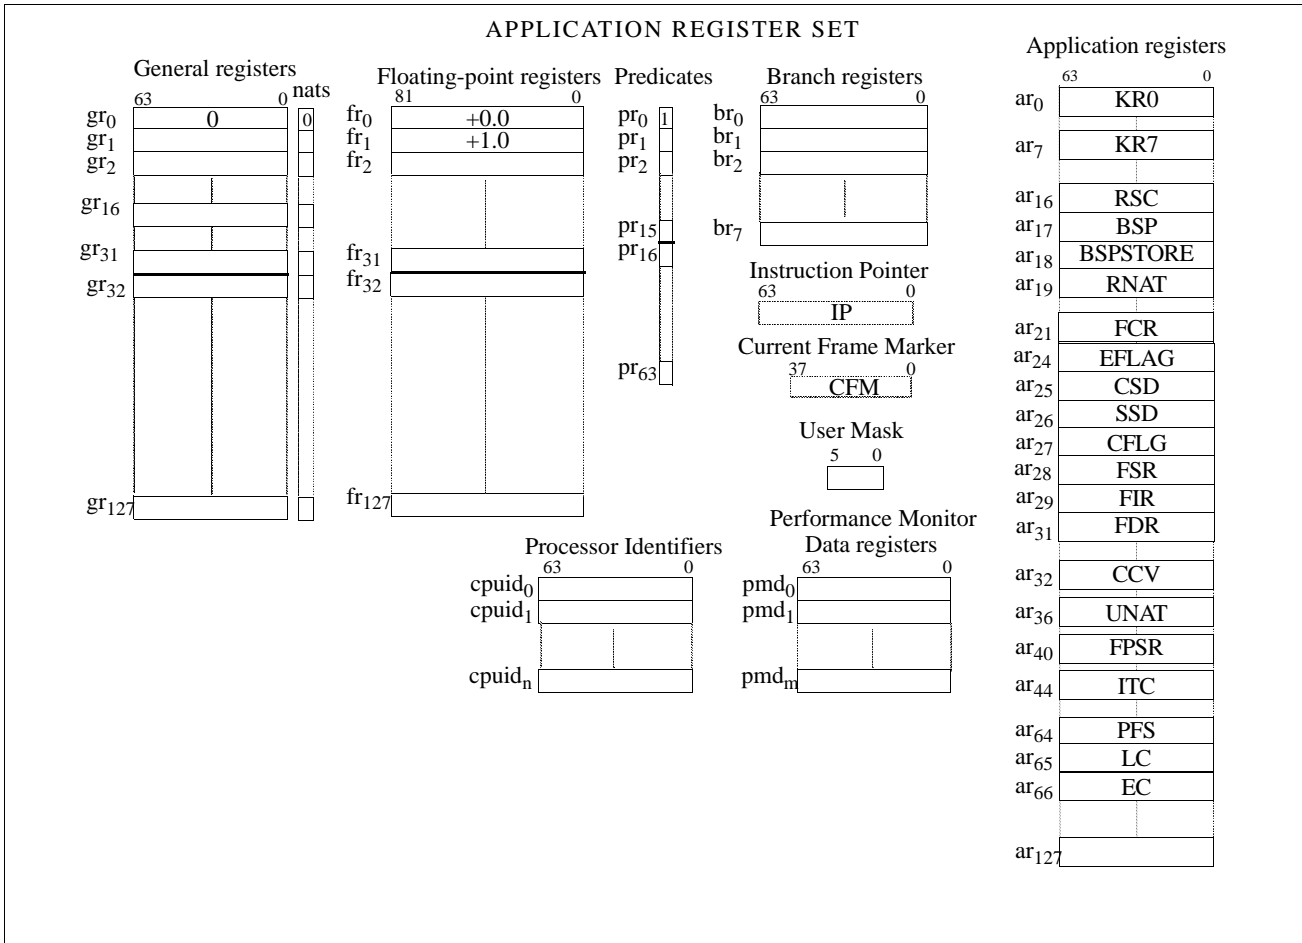 APPLICATION REGISTER SET
General registers
nats
63 0
gr0 0 0
gr1
gr2
gr16
gr31
gr32
gr127
Floating-point registers
81 0
fr0 +0.0
fr1 +1.0
fr2
fr31
fr32
fr127
Predicates
pr0 1
pr1
pr2
pr15
pr16
pr63
Branch registers
63 0
br0
br1
br2
br7
Instruction Pointer
63 0
IP
Current Frame Marker
37 0
CFM
User Mask
5 0
Processor Identifiers
63 0
cpuid0
cpuid1
cpuidn
Performance Monitor
Data registers
63 0
pmd0
pmd1
pmdm
Application registers
63 0
ar0 KR0
ar7 KR7
ar16 RSC
ar17 BSP
ar18 BSPSTORE
ar19 RNAT
ar21 FCR
ar24 EFLAG
ar25 CSD
ar26 SSD
ar27 CFLG
ar28 FSR
ar29 FIR
ar31 FDR
ar32 CCV
ar36 UNAT
ar40 FPSR
ar44 ITC
ar64 PFS
ar65 LC
ar66 EC
ar127